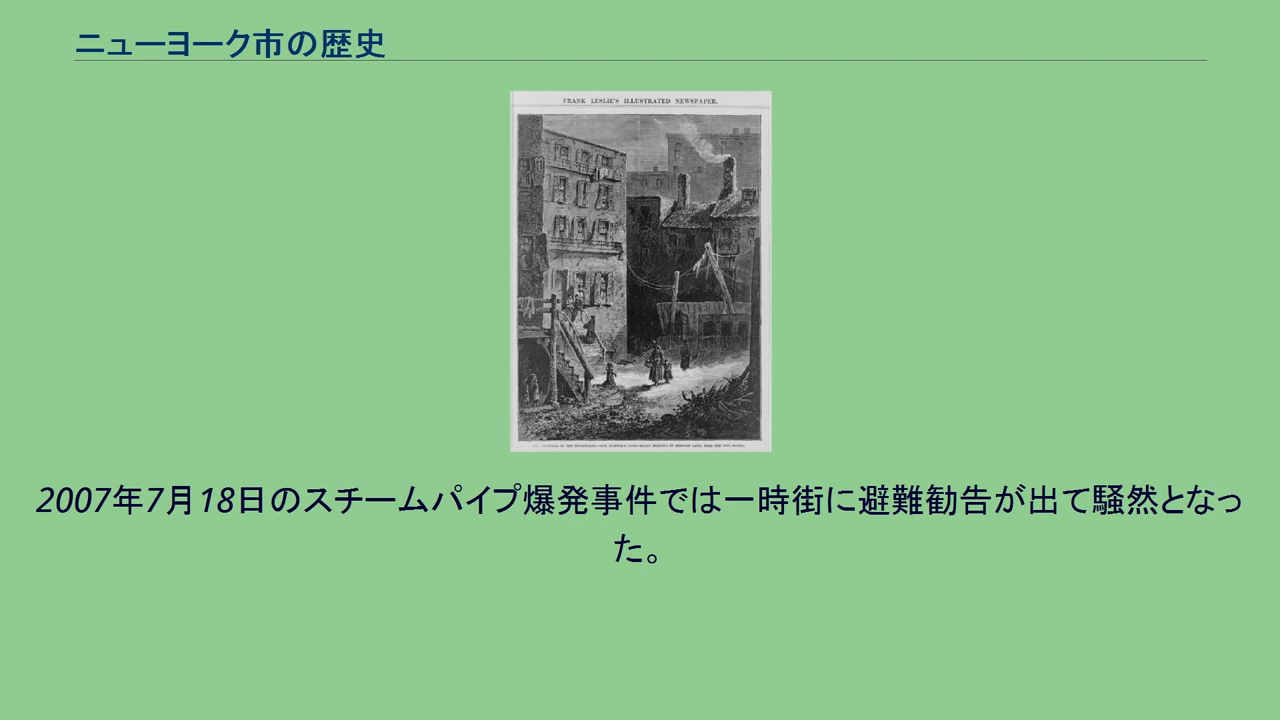 ニューヨーク市の歴史
FRANK LESLIE'S ILLUSTRATED NEWSPAPER.
2007年7月18日のスチームパイプ爆発事件では一時街に避難勧告が出て騒然となっ
た。